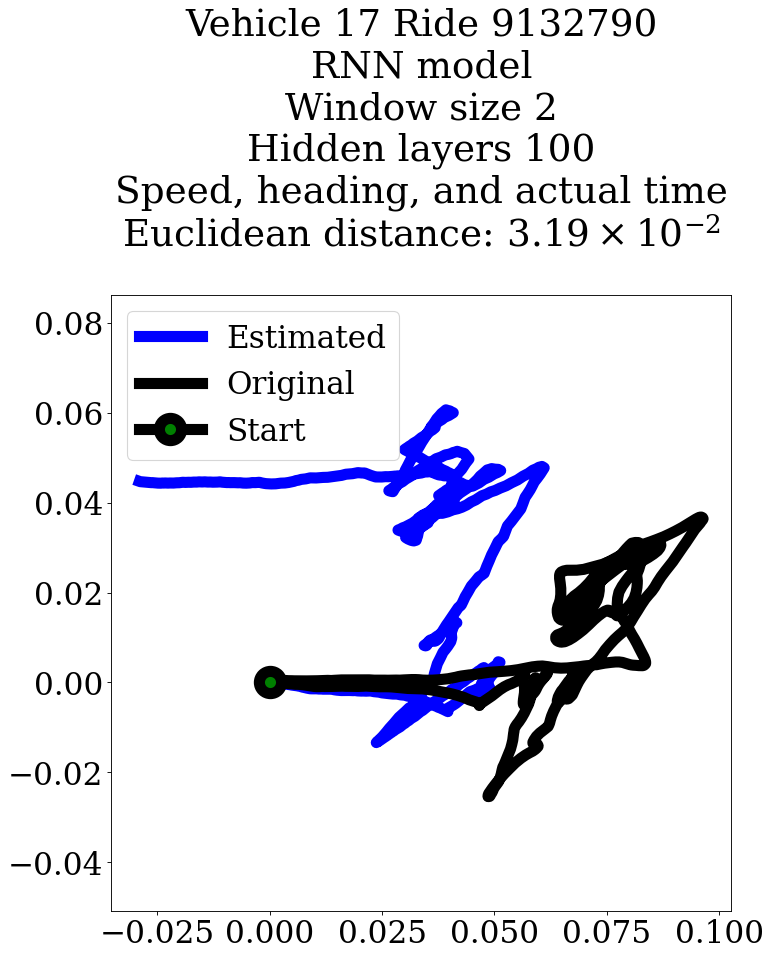 Vehicle 17 Ride 9132790
RNN model
Window size 2
Hidden layers 100
Speed, heading, and actual time
Euclidean distance: 3.19 × 10⁻²
Estimated
Original
Start
0.08
0.06
0.04
0.02
0.00
−0.02
−0.04
−0.025 0.000 0.025 0.050 0.075 0.100